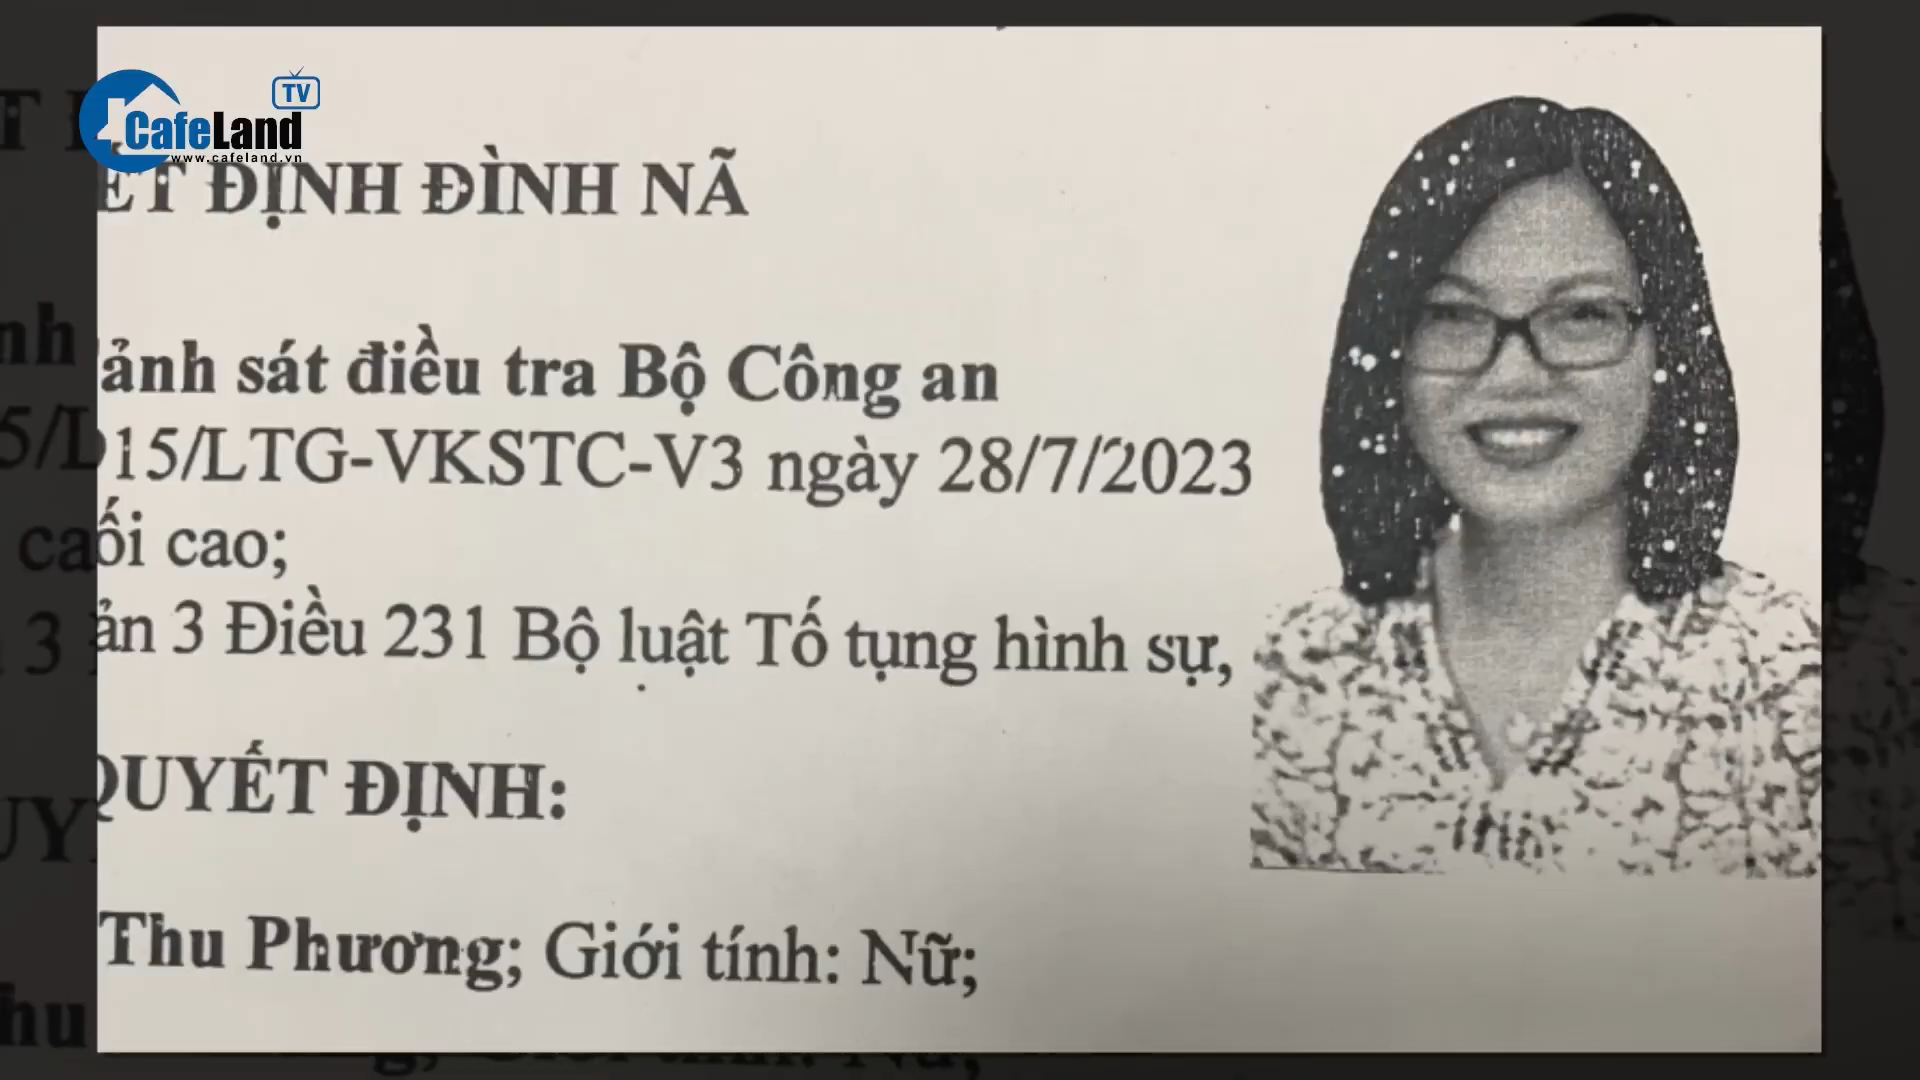 TV
CafeLand
www.cafeland.vn
ẾT ĐỊNH ĐÌNH NÃ
ảnh sát điều tra Bộ Công an
15/LTG-VKSTC-V3 ngày 28/7/2023
ối cao;
ản 3 Điều 231 Bộ luật Tố tụng hình sự,
QUYẾT ĐỊNH:
Thu Phương; Giới tính: Nữ;